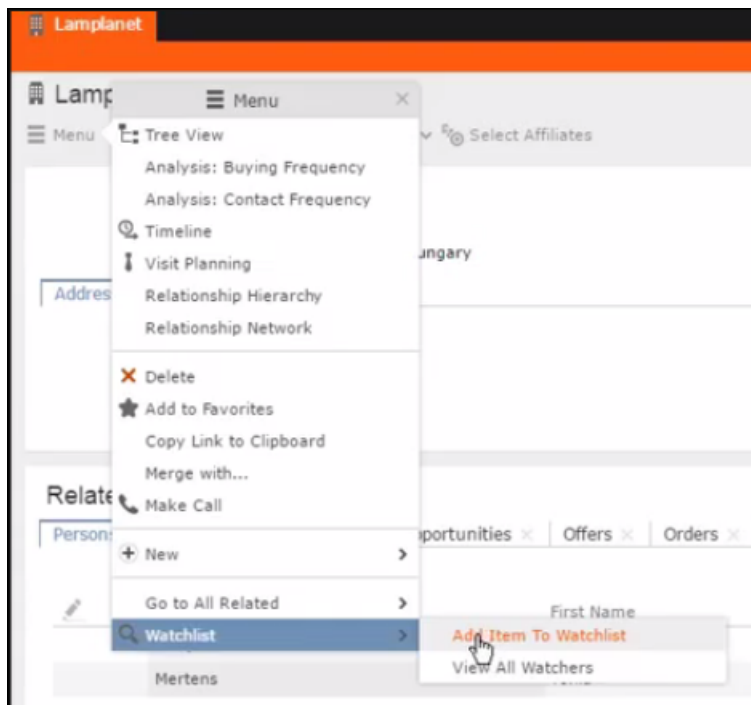 Lamplanet
Lamp
Menu
Select Affiliates
Menu
Tree View
Analysis: Buying Frequency
Analysis: Contact Frequency
Timeline
Visit Planning
Relationship Hierarchy
Relationship Network
ungary
Addres
Delete
Add to Favorites
Copy Link to Clipboard
Merge with...
Make Call
Relate
Person
pportunities
Offers
Orders
New
Go to All Related
First Name
Watchlist
Add Item To Watchlist
View All Watchers
Mertens